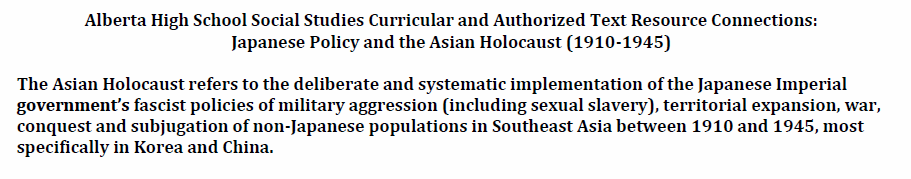 Alberta High School Social Studies Curricular and Authorized Text Resource Connections:
Japanese Policy and the Asian Holocaust (1910-1945)
The Asian Holocaust refers to the deliberate and systematic implementation of the Japanese Imperial
government's fascist policies of military aggression (including sexual slavery), territorial expansion, war,
conquest and subjugation of non-Japanese populations in Southeast Asia between 1910 and 1945, most
specifically in Korea and China.